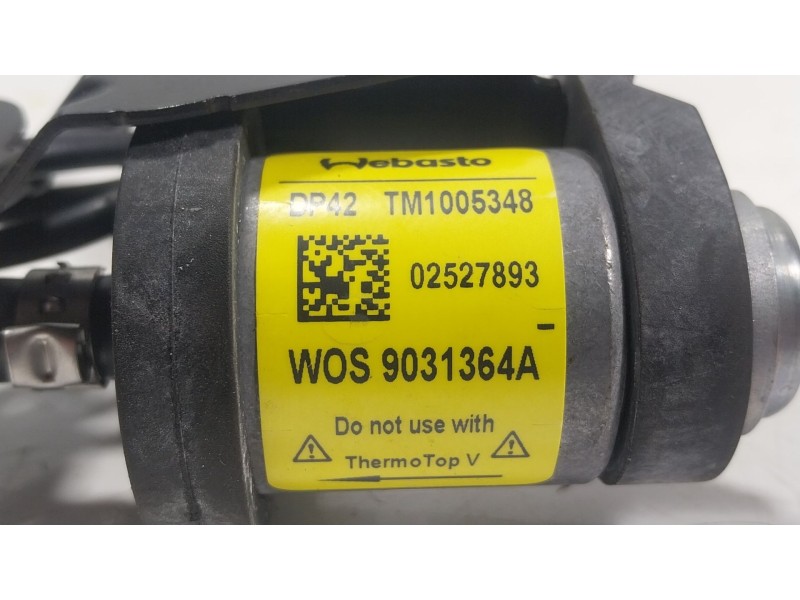 Webasto
DP42 TM1005348
02527893
-
WOS 9031364A
Do not use with
ThermoTop V